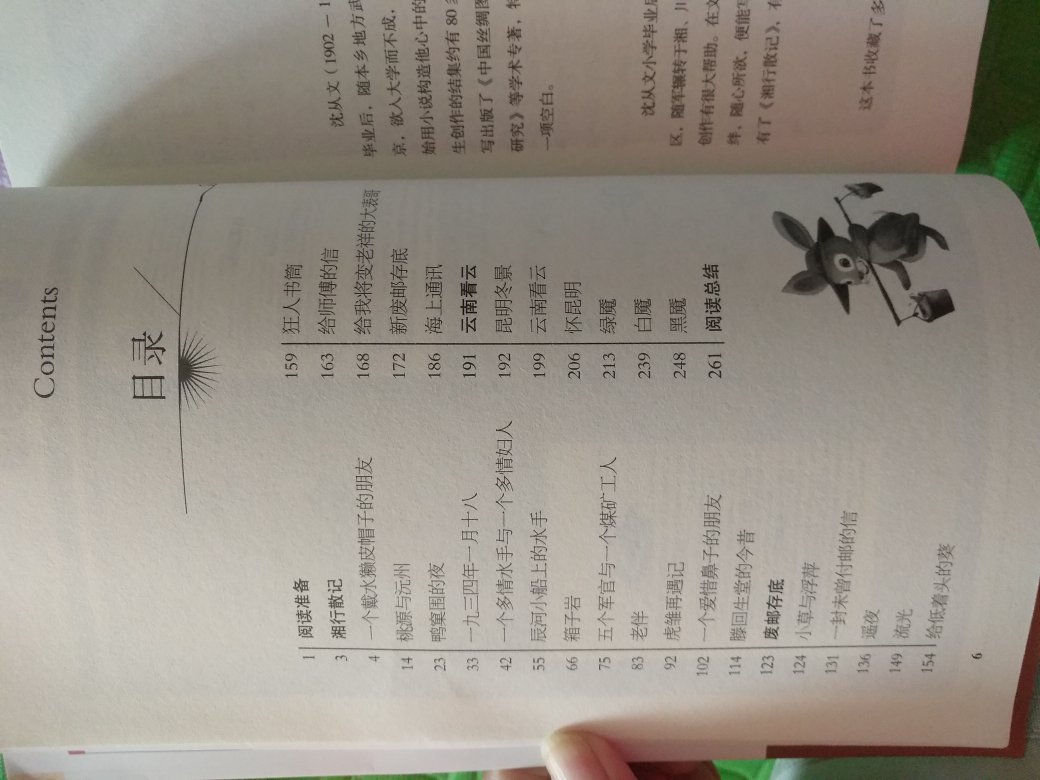 Contents
目录
1 阅读准备
3 湘行散记
4 一个戴水獭皮帽子的朋友
14 桃源与沅州
23 鸭窠围的夜
33 一九三四年一月十八
42 一个多情水手与一个多情妇人
55 辰河小船上的水手
66 箱子岩
75 五个军官与一个煤矿工人
83 老伴
92 虎雏再遇记
102 一个爱惜鼻子的朋友
114 滕回生堂的今昔
123 废邮存底
124 小草与浮萍
131 一封未曾付邮的信
136 遥夜
149 流光
154 给低着头的葵
159 狂人书简
163 给师傅的信
168 给我将变老祥的大表哥
172 新废邮存底
186 海上通讯
191 云南看云
192 昆明冬景
199 云南看云
206 怀昆明
213 绿魇
239 白魇
248 黑魇
261 阅读总结
6
沈从文（1902－1
毕业后，随本乡地方武
京，欲入大学而不成，
始用小说构造他心中的
生创作的结集约有 80
写出版了《中国丝绸图
研究》等学术专著，
一项空白。
沈从文小学毕业后
区，随军辗转于湘、川
创作有很大帮助。在文
绊，随心所欲，便能写
有了《湘行散记》，有
这本书收藏了多